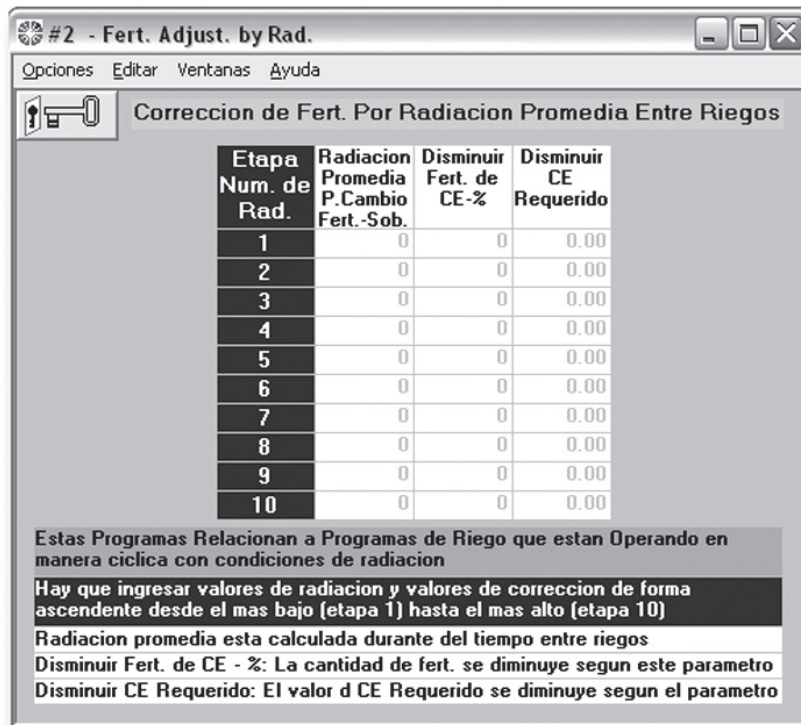 #2 - Fert. Adjust. by Rad.
Opciones Editar Ventanas Ayuda
Correccion de Fert. Por Radiacion Promedia Entre Riegos
Etapa Num. de Rad. Radiacion Promedia P.Cambio Fert.-Sob. Disminuir Fert. de CE-% Disminuir CE Requerido
1 0 0 0.00
2 0 0 0.00
3 0 0 0.00
4 0 0 0.00
5 0 0 0.00
6 0 0 0.00
7 0 0 0.00
8 0 0 0.00
9 0 0 0.00
10 0 0 0.00
Estas Programas Relacionan a Programas de Riego que estan Operando en
manera ciclica con condiciones de radiacion
Hay que ingresar valores de radiacion y valores de correccion de forma
ascendente desde el mas bajo (etapa 1) hasta el mas alto (etapa 10)
Radiacion promedia esta calculada durante del tiempo entre riegos
Disminuir Fert. de CE - %: La cantidad de fert. se diminuye segun este parametro
Disminuir CE Requerido: El valor d CE Requerido se diminuye segun el parametro